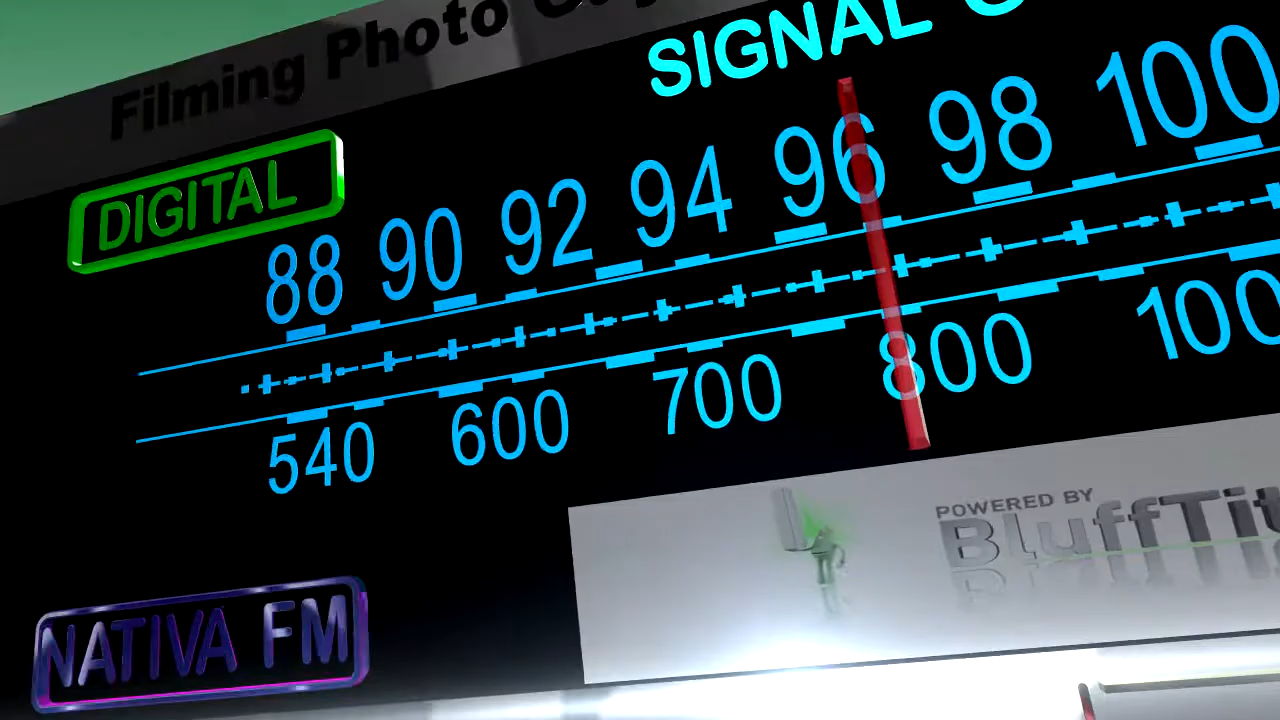 Filming Photo
SIGNAL
DIGITAL
88 90 92 94 96 98 100
540 600 700 800 100
POWERED BY
BluffTit
NATIVA FM